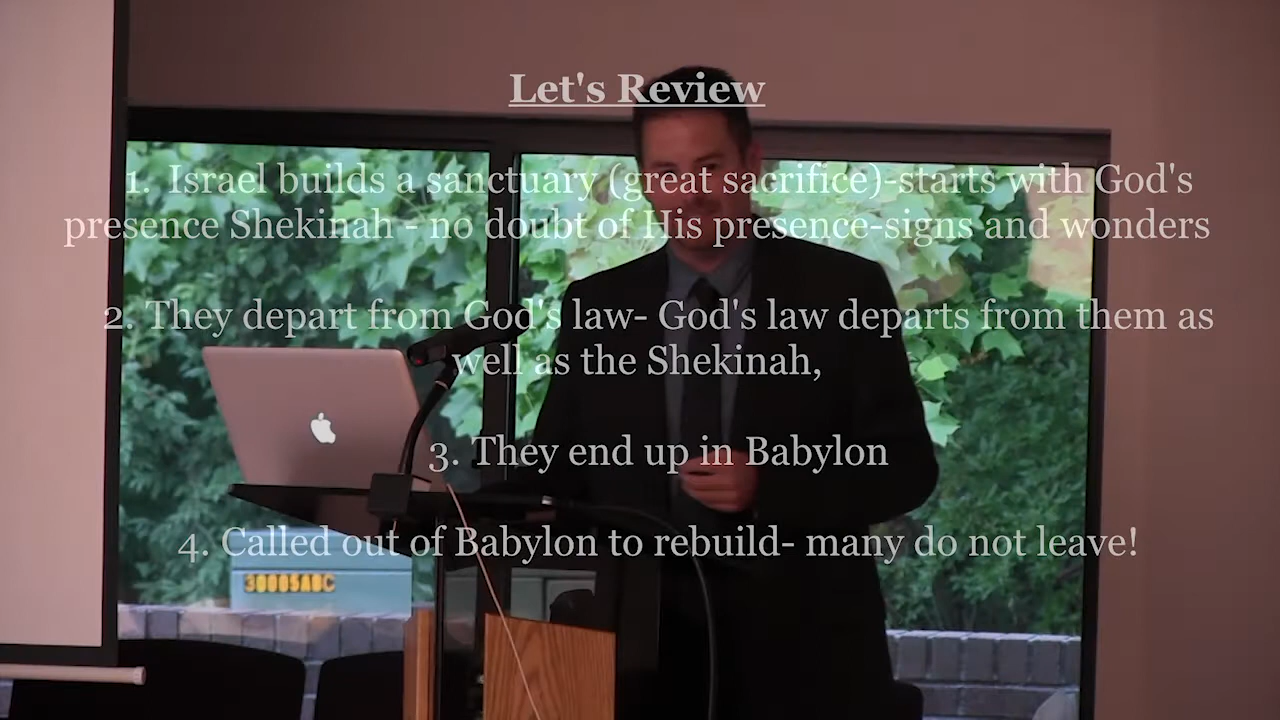 Let's Review
1. Israel builds a sanctuary (great sacrifice)-starts with God's
presence Shekinah - no doubt of His presence-signs and wonders
2. They depart from God's law- God's law departs from them as
well as the Shekinah,
3. They end up in Babylon
4. Called out of Babylon to rebuild- many do not leave!
30005ABC